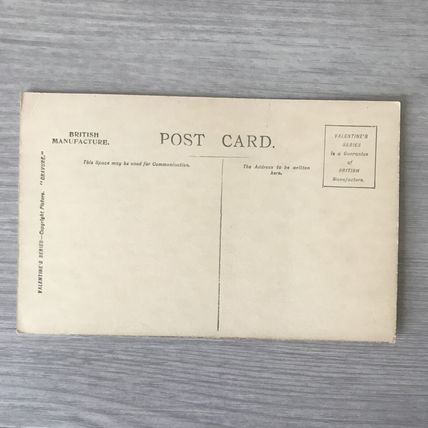 BRITISH
MANUFACTURE.
POST CARD.
This Space may be used for Communication.
The Address to be written
here.
VALENTINE'S
SERIES
is a Guarantee
of
BRITISH
Manufacture.
VALENTINE'S SERIES—Copyright Picture. "GRAVURE."